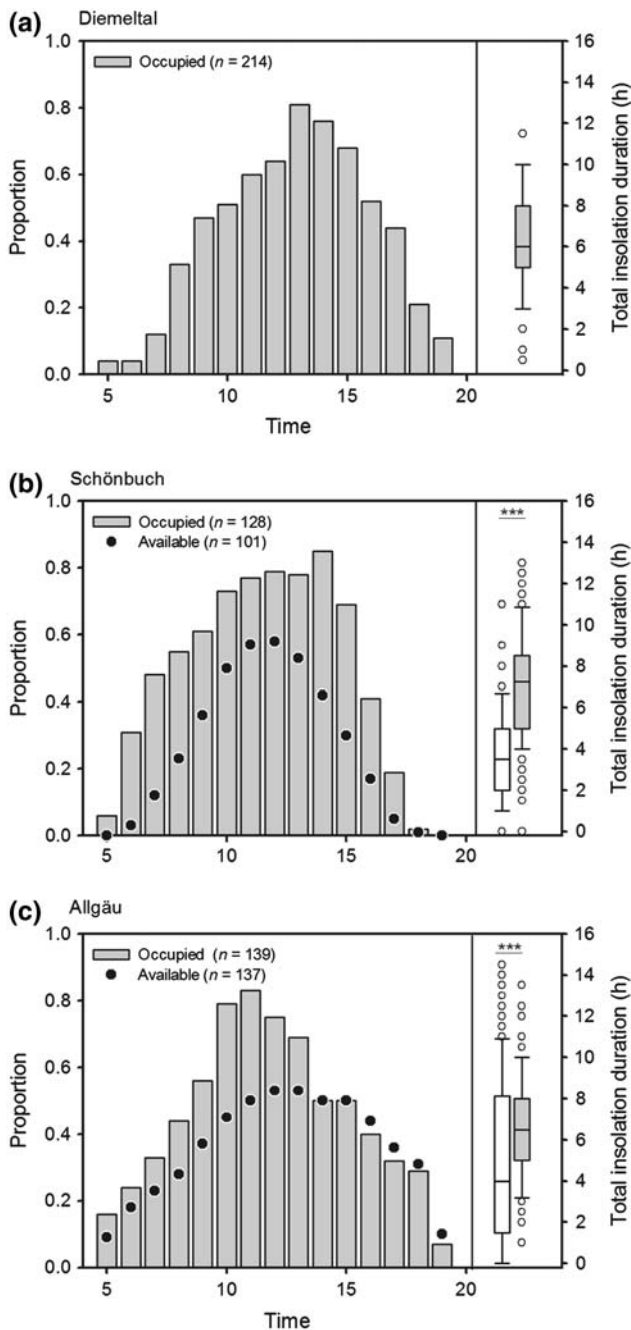 (a) Diemeltal
1.0 16
Occupied (n = 214)
14
0.8 12
10
0.6
8
0.4 6
4
0.2
2
0.0 0
5 10 15 20
Proportion
Time
Total insolation duration (h)
(b) Schönbuch
1.0 16
Occupied (n = 128) ***
Available (n = 101) 14
0.8 12
10
0.6
8
0.4 6
4
0.2
2
0.0 0
5 10 15 20
Proportion
Time
Total insolation duration (h)
(c) Allgäu
1.0 16
Occupied (n = 139) ***
Available (n = 137) 14
0.8 12
10
0.6
8
0.4 6
4
0.2
2
0.0 0
5 10 15 20
Proportion
Time
Total insolation duration (h)